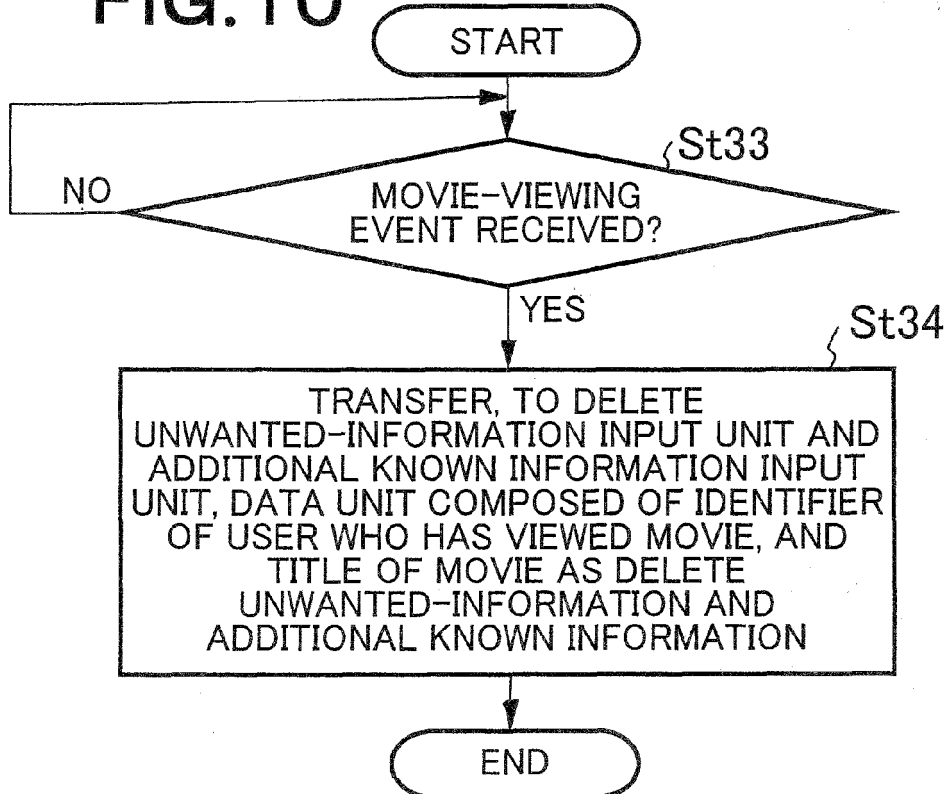 FIG. 10
START
St33
NO
MOVIE-VIEWING
EVENT RECEIVED?
YES
St34
TRANSFER, TO DELETE
UNWANTED-INFORMATION INPUT UNIT AND
ADDITIONAL KNOWN INFORMATION INPUT
UNIT, DATA UNIT COMPOSED OF IDENTIFIER
OF USER WHO HAS VIEWED MOVIE, AND
TITLE OF MOVIE AS DELETE
UNWANTED-INFORMATION AND
ADDITIONAL KNOWN INFORMATION
END